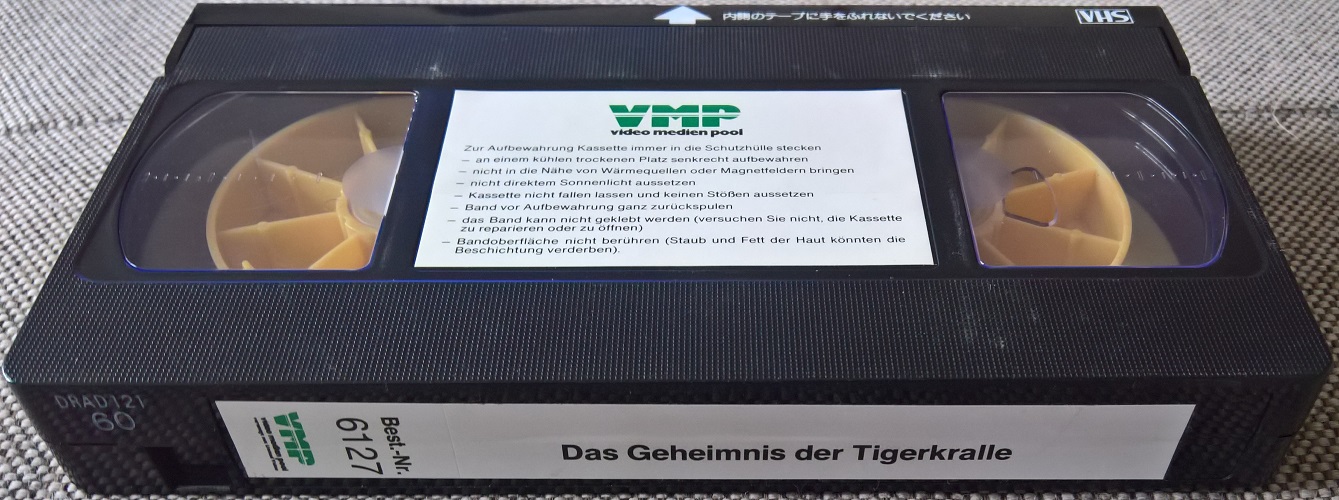 内側のテープに手をふれないでください
VHS
VMP
video medien pool
Zur Aufbewahrung Kassette immer in die Schutzhülle stecken
– an einem kühlen trockenen Platz senkrecht aufbewahren
– nicht in die Nähe von Wärmequellen oder Magnetfeldern bringen
– nicht direktem Sonnenlicht aussetzen
– Kassette nicht fallen lassen und keinen Stößen aussetzen
– Band vor Aufbewahrung ganz zurückspulen
– das Band kann nicht geklebt werden (versuchen Sie nicht, die Kassette
zu reparieren oder zu öffnen)
– Bandoberfläche nicht berühren (Staub und Fett der Haut könnten die
Beschichtung verderben).
DRAD121
60
VMP
video medien pool
Best.-Nr.
6127
Das Geheimnis der Tigerkralle